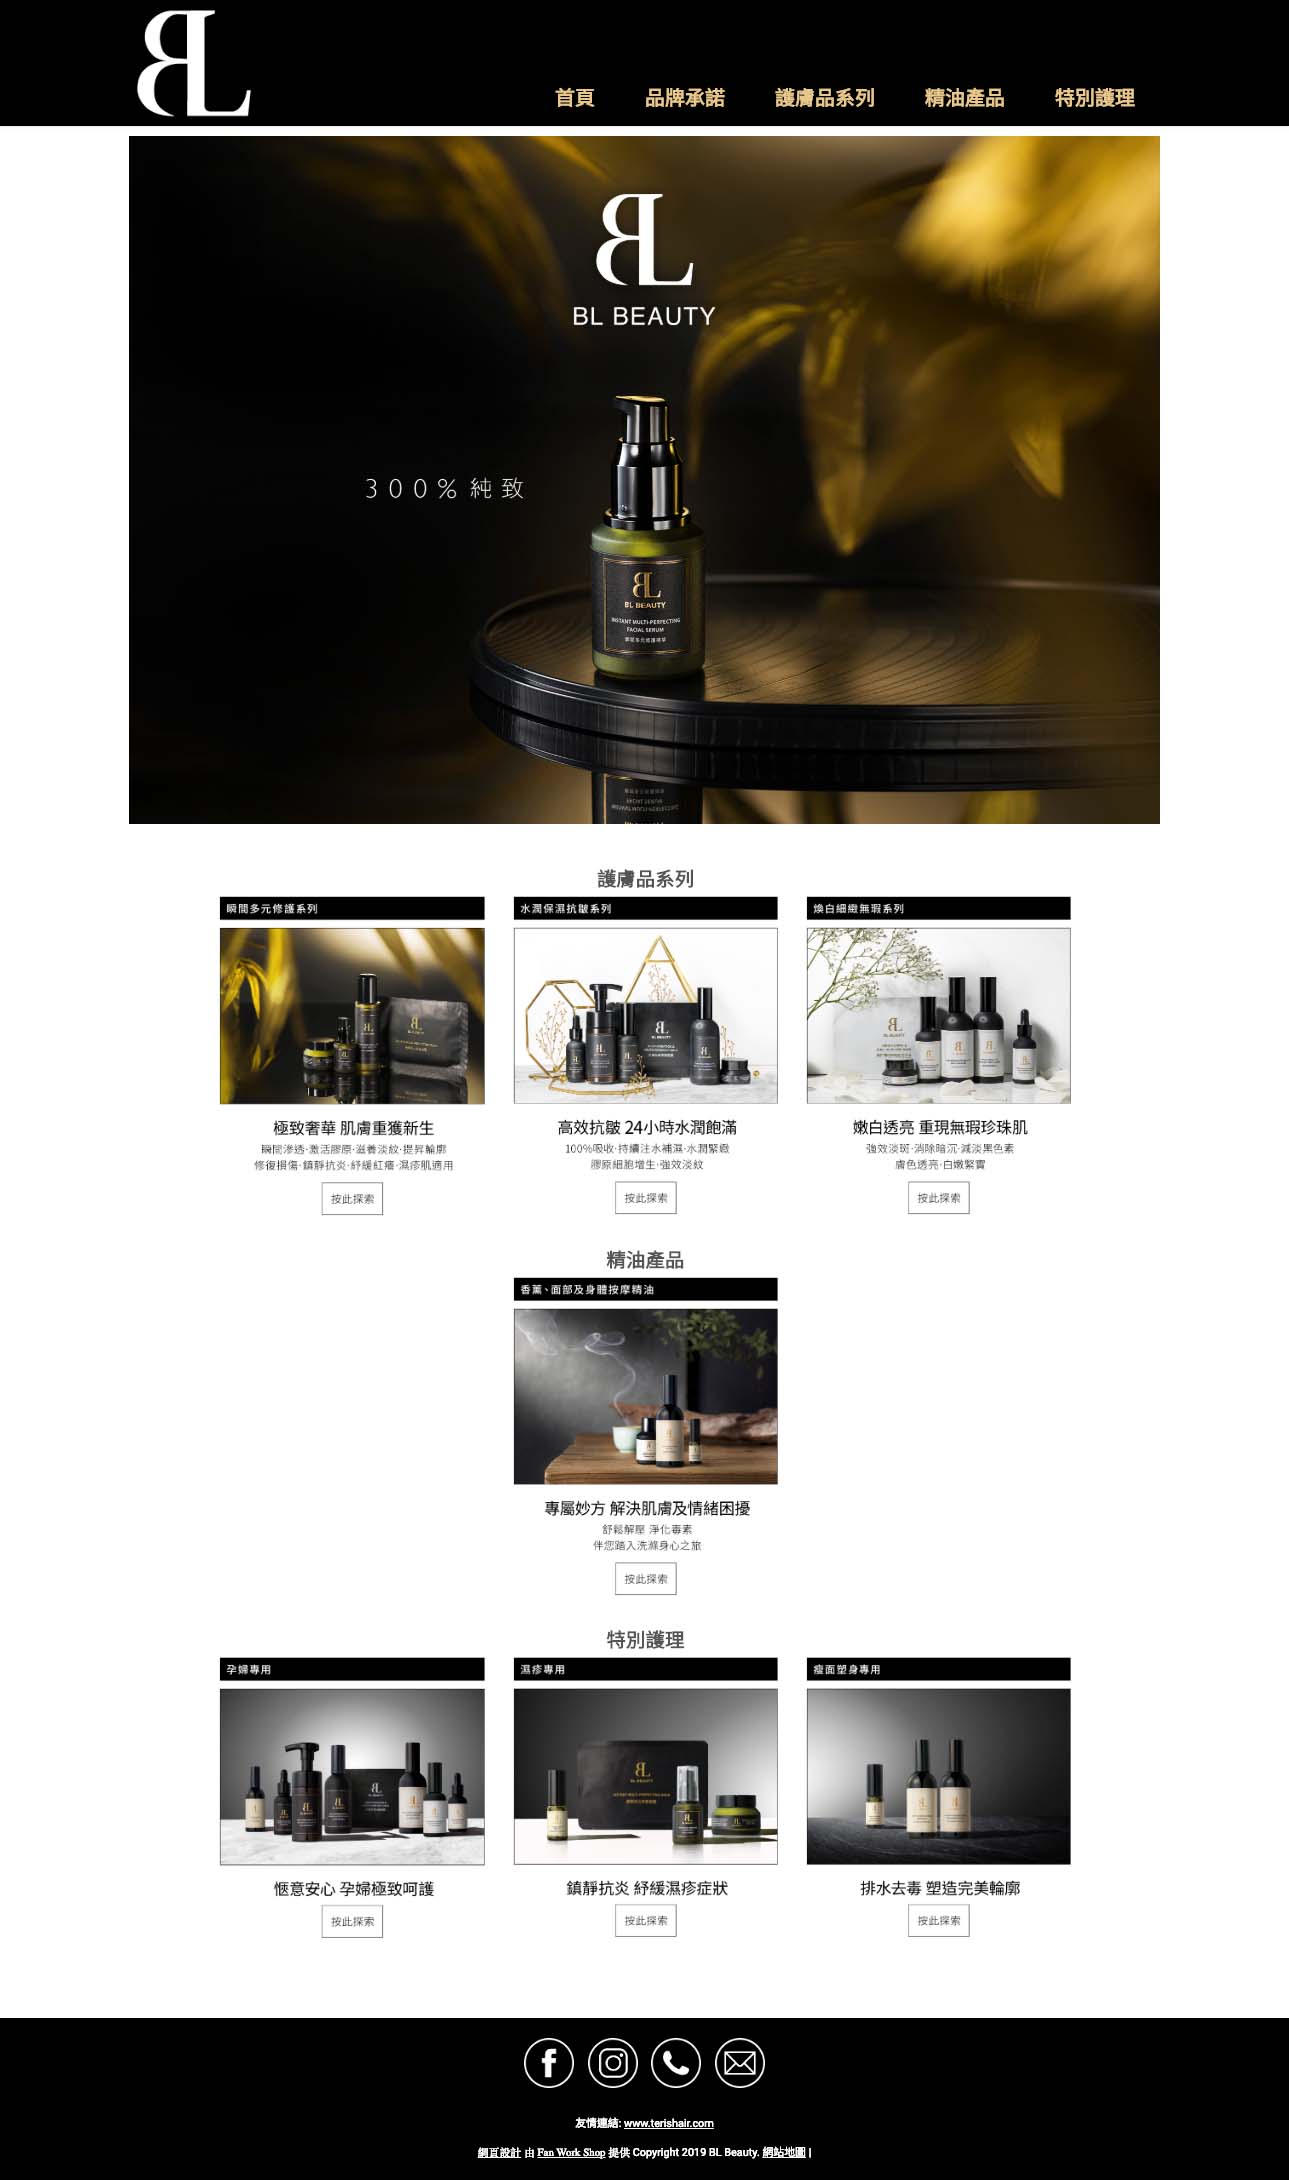 BL
首頁 品牌承諾 護膚品系列 精油產品 特別護理
BL
BL BEAUTY
300%純致
BL
BL BEAUTY
INSTANT MULTI-PERFECTING
FACIAL SERUM
瞬間多元修護精華
護膚品系列
瞬間多元修護系列
水潤保濕抗皺系列
煥白細緻無瑕系列
極致奢華 肌膚重獲新生
瞬間滲透·激活膠原·滋養淡紋·提昇輪廓
修復損傷·鎮靜抗炎·紓緩紅癢·濕疹肌適用
按此探索
高效抗皺 24小時水潤飽滿
100%吸收·持續注水補濕·水潤緊緻
膠原細胞增生·強效淡紋
按此探索
嫩白透亮 重現無瑕珍珠肌
強效淡斑·消除暗沉·減淡黑色素
膚色透亮·白嫩緊實
按此探索
精油產品
香薰、面部及身體按摩精油
專屬妙方 解決肌膚及情緒困擾
舒鬆解壓 淨化毒素
伴您踏入洗滌身心之旅
按此探索
特別護理
孕婦專用
濕疹專用
瘦面塑身專用
愜意安心 孕婦極致呵護
按此探索
鎮靜抗炎 紓緩濕疹症狀
按此探索
排水去毒 塑造完美輪廓
按此探索
友情連結: www.terishair.com
網頁設計 由 Fan Work Shop 提供 Copyright 2019 BL Beauty. 網站地圖 |